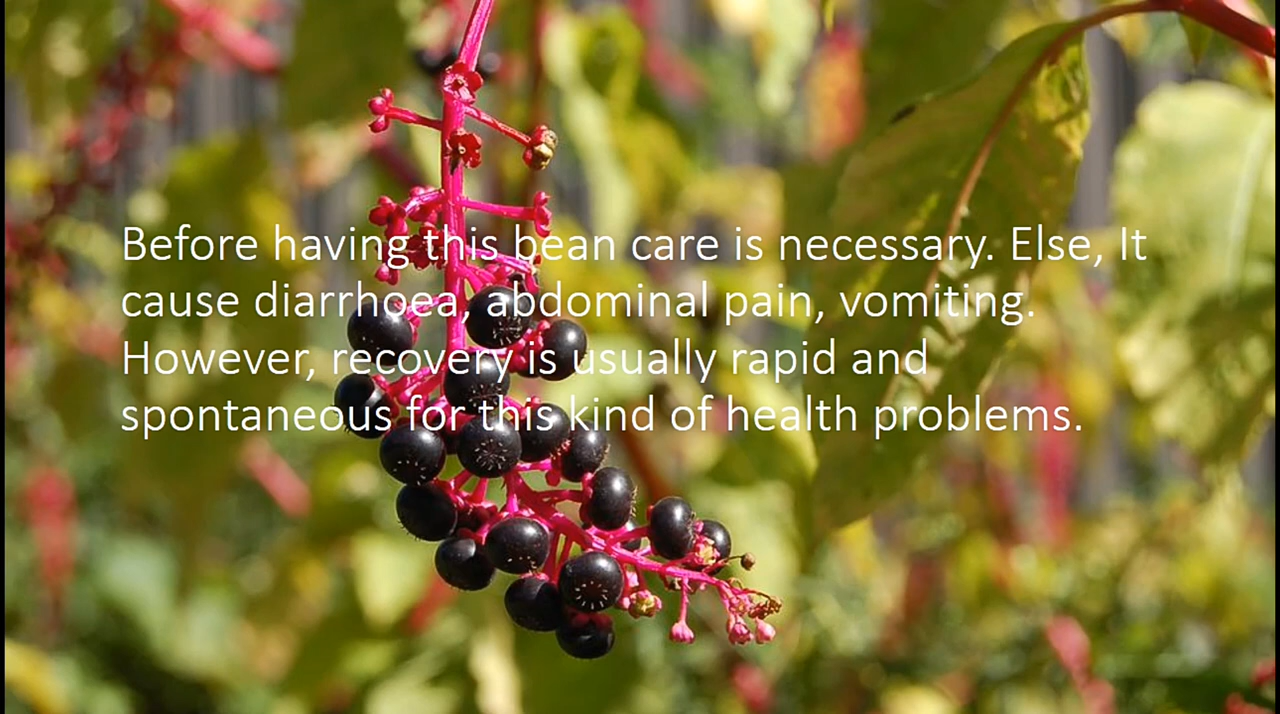 Before having this bean care is necessary. Else, It
cause diarrhoea, abdominal pain, vomiting.
However, recovery is usually rapid and
spontaneous for this kind of health problems.